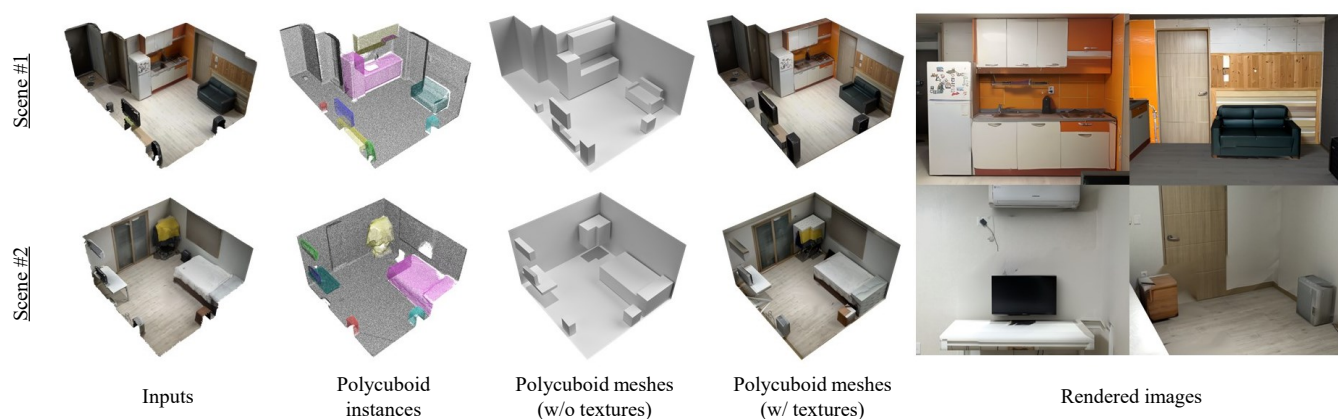 Scene #1
Scene #2
Inputs
Polycuboid
instances
Polycuboid meshes
(w/o textures)
Polycuboid meshes
(w/ textures)
Rendered images